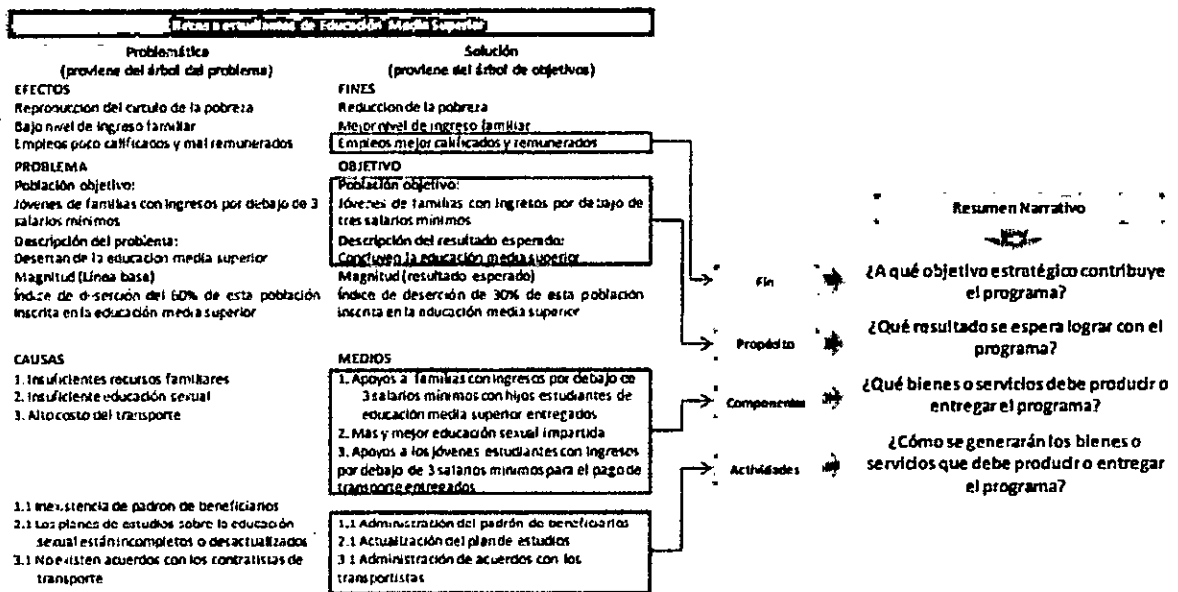 Becas a estudiantes de Educación Media Superior
Problemática
(proviene del árbol del problema)
EFECTOS
Reproducción del circulo de la pobreza
Bajo nivel de ingreso familiar
Empleos poco calificados y mal remunerados
PROBLEMA
Población objetivo:
Jóvenes de familias con ingresos por debajo de 3
salarios mínimos
Descripción del problema:
Desertan de la educacion media superior
Magnitud (Línea base)
Índice de deserción del 60% de esta población
inscrita en la educación media superior
CAUSAS
1. Insuficientes recursos familiares
2. Insuficiente educación sexual
3. Alto costo del transporte
1.1 Inexistencia de padron de beneficiarios
2.1 Los planes de estudios sobre la educación
sexual están incompletos o desactualizados
3.1 No existen acuerdos con los contratistas de
transporte
Solución
(proviene del árbol de objetivos)
FINES
Reduccion de la pobreza
Mejor nivel de ingreso familiar
Empleos mejor calificados y remunerados
OBJETIVO
Población objetivo:
Jóvenes de familias con ingresos por debajo de
tres salarios mínimos
Descripción del resultado esperado:
Concluyen la educación media superior
Magnitud (resultado esperado)
Índice de deserción de 30% de esta población
inscrita en la educación media superior
MEDIOS
1. Apoyos a familias con ingresos por debajo de
3 salarios mínimos con hijos estudiantes de
educación media superior entregados
2. Mas y mejor educación sexual impartida
3. Apoyos a los jóvenes estudiantes con ingresos
por debajo de 3 salarios minimos para el pago de
transporte entregados
1.1 Administración del padrón de beneficiarios
2.1 Actualización del plan de estudios
3.1 Administración de acuerdos con los
transportistas
Resumen Narrativo
Fin
¿A qué objetivo estratégico contribuye
el programa?
Propósito
¿Qué resultado se espera lograr con el
programa?
Componentes
¿Qué bienes o servicios debe producir o
entregar el programa?
Actividades
¿Cómo se generarán los bienes o
servicios que debe producir o entregar
el programa?